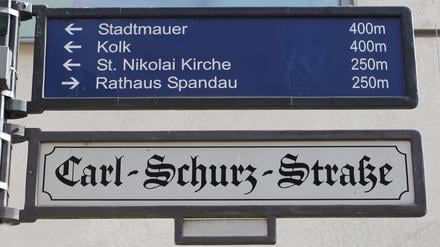 ← Stadtmauer 400m
← Kolk 400m
← St. Nikolai Kirche 250m
→ Rathaus Spandau 250m
Carl-Schurz-Straße